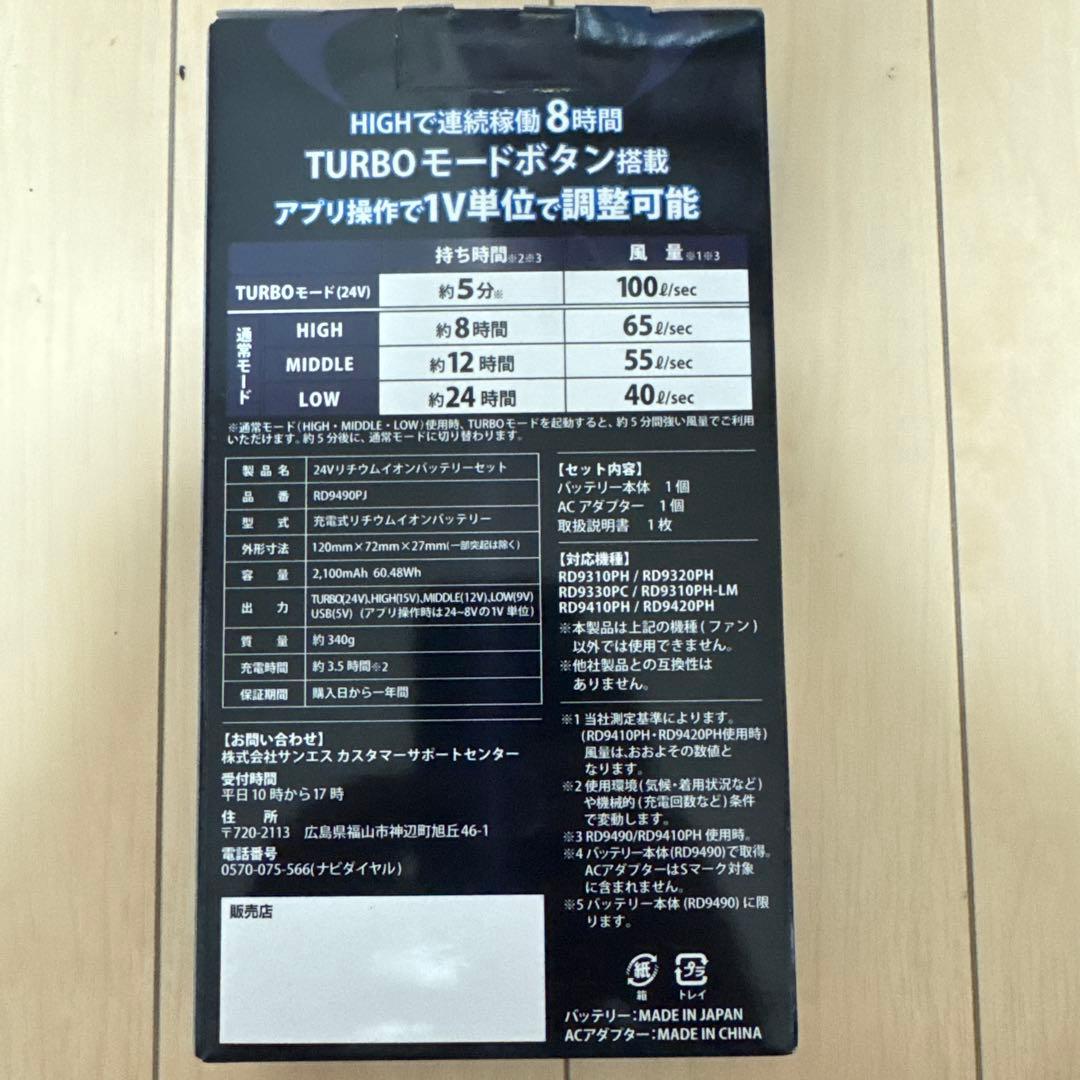 HIGHで連続稼働8時間
TURBOモードボタン搭載
アプリ操作で1V単位で調整可能
持ち時間※2※3 風量※1※3
TURBOモード(24V) 約5分※ 100ℓ/sec
通常モード
HIGH 約8時間 65ℓ/sec
MIDDLE 約12時間 55ℓ/sec
LOW 約24時間 40ℓ/sec
※通常モード(HIGH・MIDDLE・LOW)使用時、TURBOモードを起動すると、約5分間強い風量でご利用
いただけます。約5分後に、通常モードに切り替わります。
製品名 24Vリチウムイオンバッテリーセット
品番 RD9490PJ
型式 充電式リチウムイオンバッテリー
外形寸法 120mm×72mm×27mm(一部突起は除く)
容量 2,100mAh 60.48Wh
出力 TURBO(24V)、HIGH(15V)、MIDDLE(12V)、LOW(9V)
USB(5V) (アプリ操作時は24~8Vの1V単位)
質量 約340g
充電時間 約3.5時間※2
保証期間 購入日から一年間
【お問い合わせ】
株式会社サンエス カスタマーサポートセンター
受付時間
平日10時から17時
住所
〒720-2113 広島県福山市神辺町旭丘46-1
電話番号
0570-075-566(ナビダイヤル)
販売店
【セット内容】
バッテリー本体 1個
ACアダプター 1個
取扱説明書 1枚
【対応機種】
RD9310PH / RD9320PH
RD9330PC / RD9310PH-LM
RD9410PH / RD9420PH
※本製品は上記の機種(ファン)
以外では使用できません。
※他社製品との互換性は
ありません。
※1 当社測定基準によります。
(RD9410PH・RD9420PH使用時)
風量は、おおよその数値と
なります。
※2 使用環境(気候・着用状況など)
や機械的(充電回数など)条件
で変動します。
※3 RD9490/RD9410PH 使用時。
※4 バッテリー本体(RD9490)で取得。
ACアダプターはSマーク対象
に含まれません。
※5 バッテリー本体(RD9490)に限
ります。
紙 プラ
箱 トレイ
バッテリー:MADE IN JAPAN
ACアダプター:MADE IN CHINA